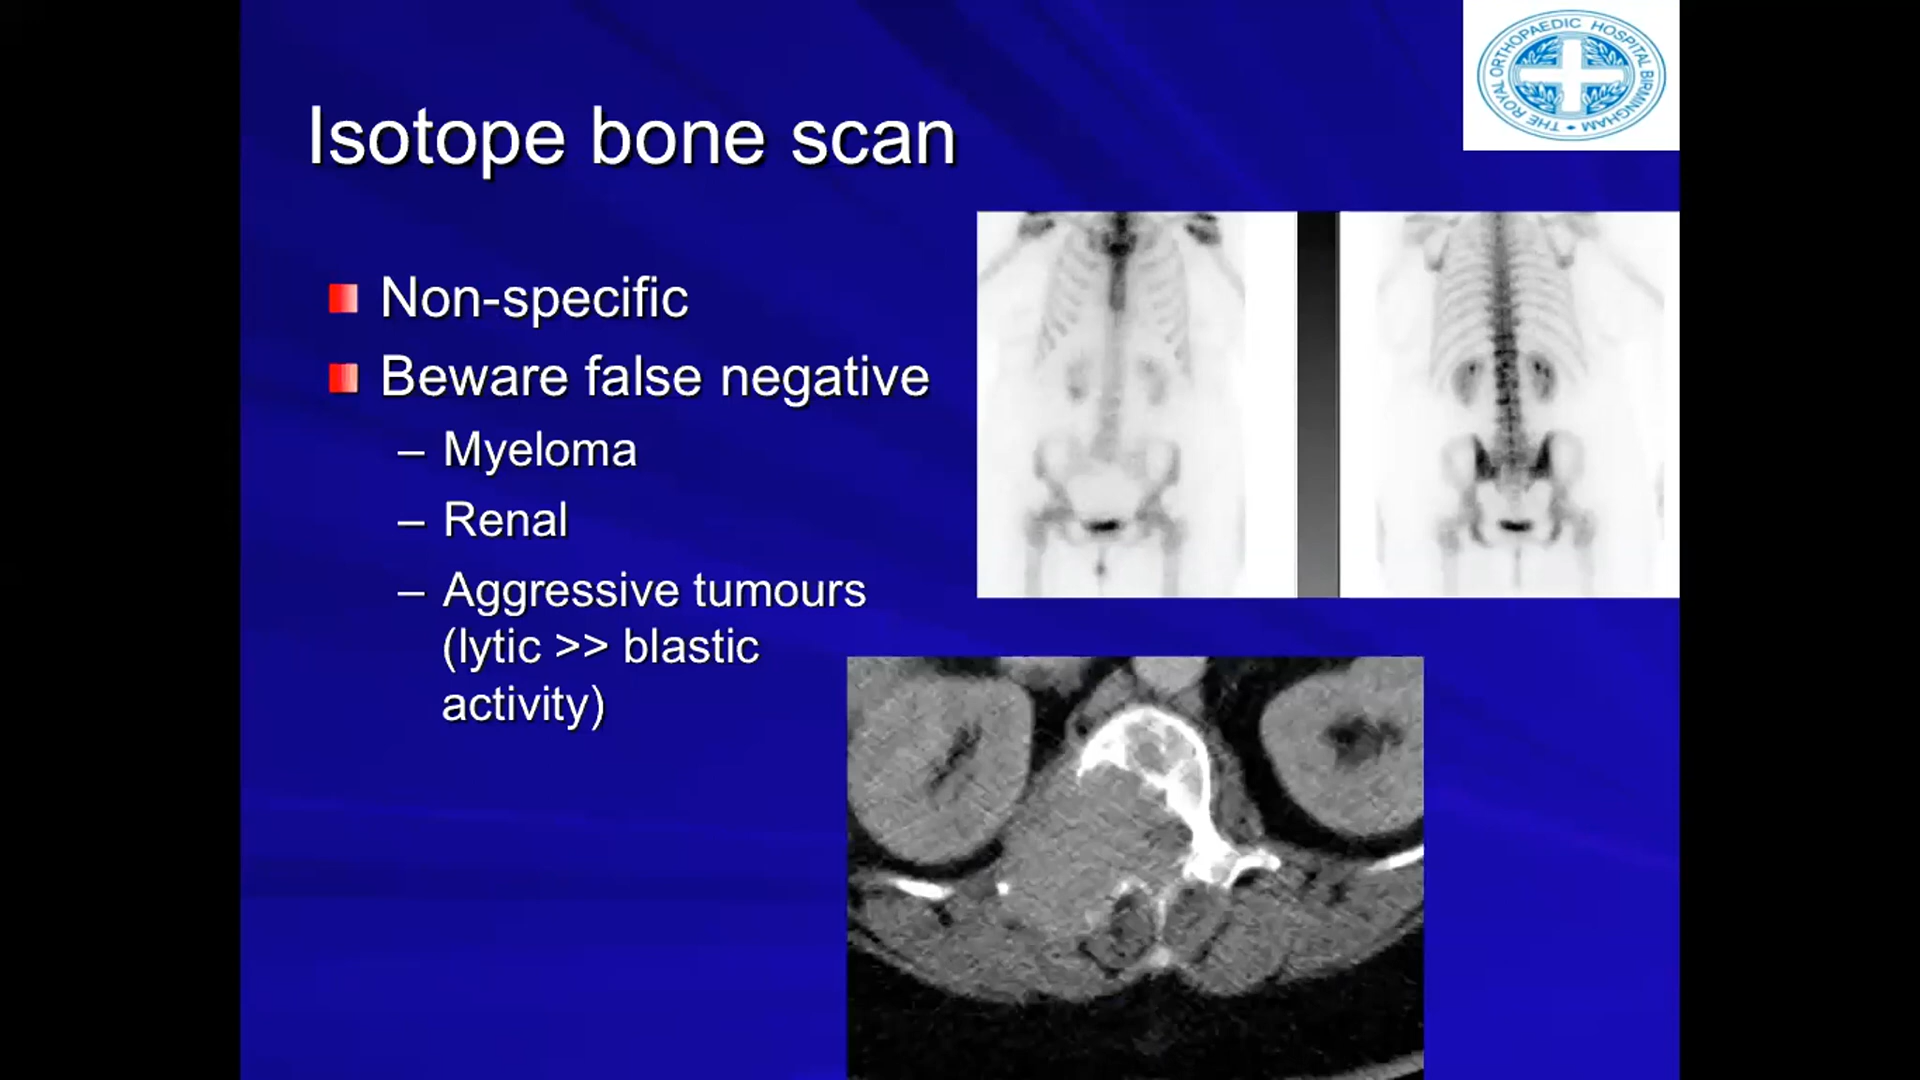 THE ROYAL ORTHOPAEDIC HOSPITAL BIRMINGHAM
Isotope bone scan
Non-specific
Beware false negative
– Myeloma
– Renal
– Aggressive tumours
(lytic >> blastic
activity)